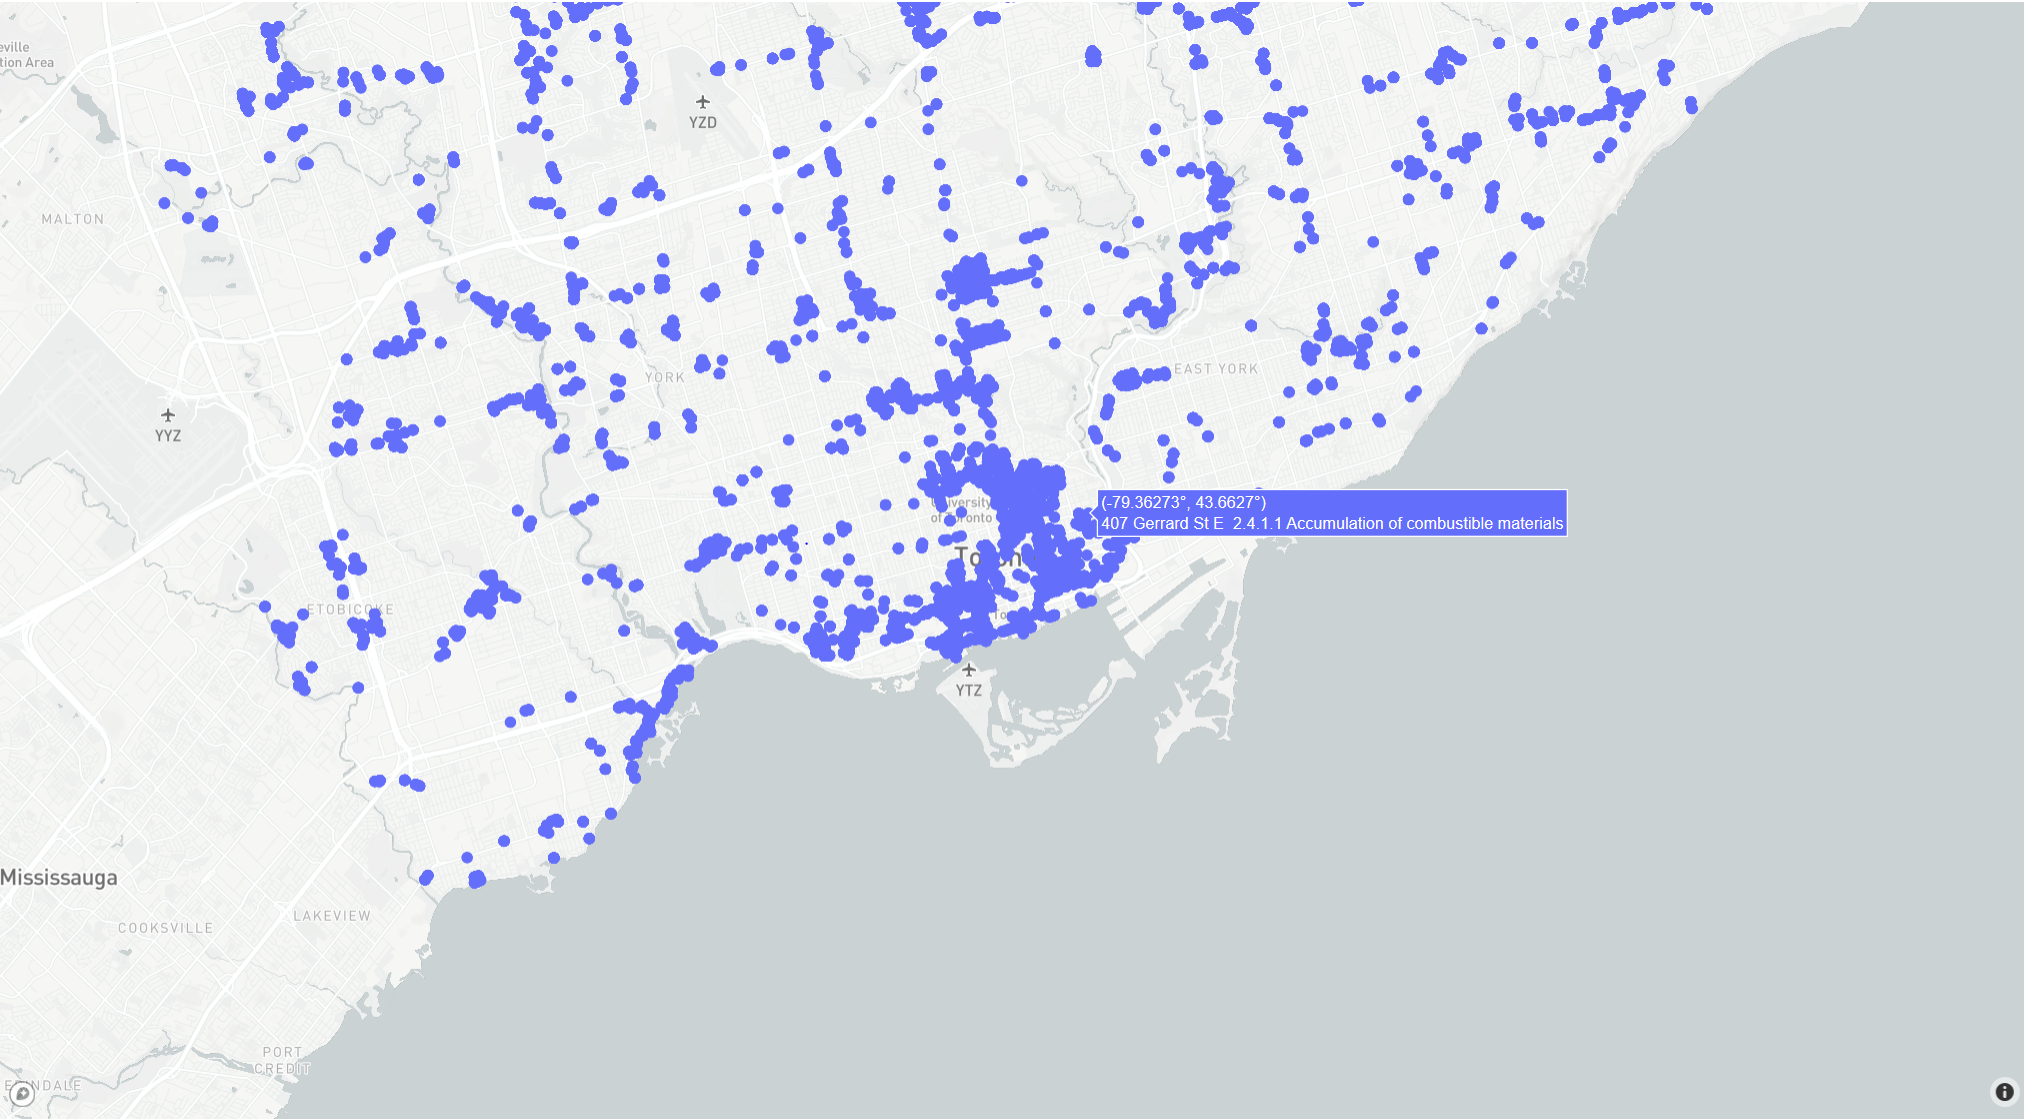 eville
tion Area
YZD
MALTON
YORK
EAST YORK
YYZ
(-79.36273°, 43.6627°)
407 Gerrard St E  2.4.1.1 Accumulation of combustible materials
of
ETOBICOKE
YTZ
Mississauga
COOKSVILLE
LAKEVIEW
PORT
CREDIT